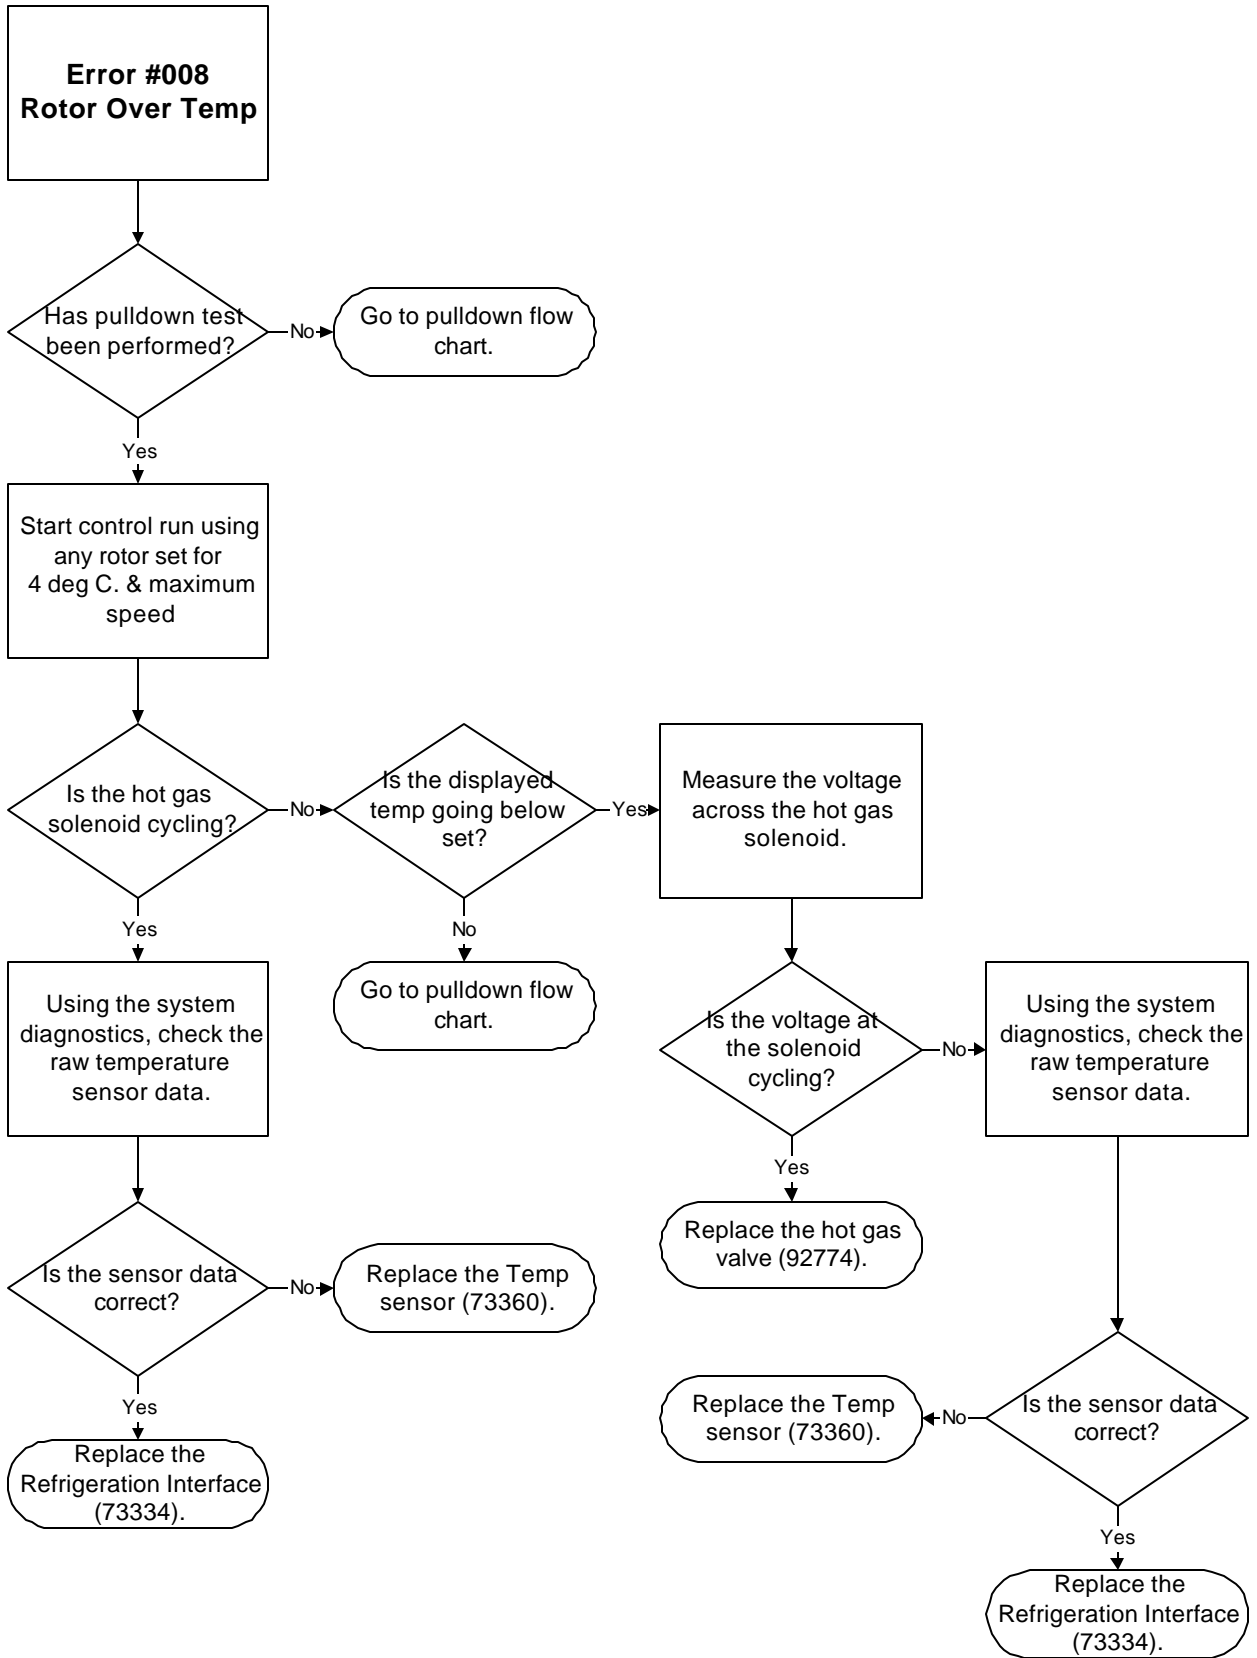 Error #008
Rotor Over Temp
Has pulldown test
been performed?
No
Go to pulldown flow
chart.
Yes
Start control run using
any rotor set for
4 deg C. & maximum
speed
Is the hot gas
solenoid cycling?
No
Is the displayed
temp going below
set?
Yes
Measure the voltage
across the hot gas
solenoid.
Yes
No
Using the system
diagnostics, check the
raw temperature
sensor data.
Go to pulldown flow
chart.
Is the voltage at
the solenoid
cycling?
No
Using the system
diagnostics, check the
raw temperature
sensor data.
Yes
Replace the hot gas
valve (92774).
Is the sensor data
correct?
No
Replace the Temp
sensor (73360).
Yes
Replace the
Refrigeration Interface
(73334).
Replace the Temp
sensor (73360).
No
Is the sensor data
correct?
Yes
Replace the
Refrigeration Interface
(73334).